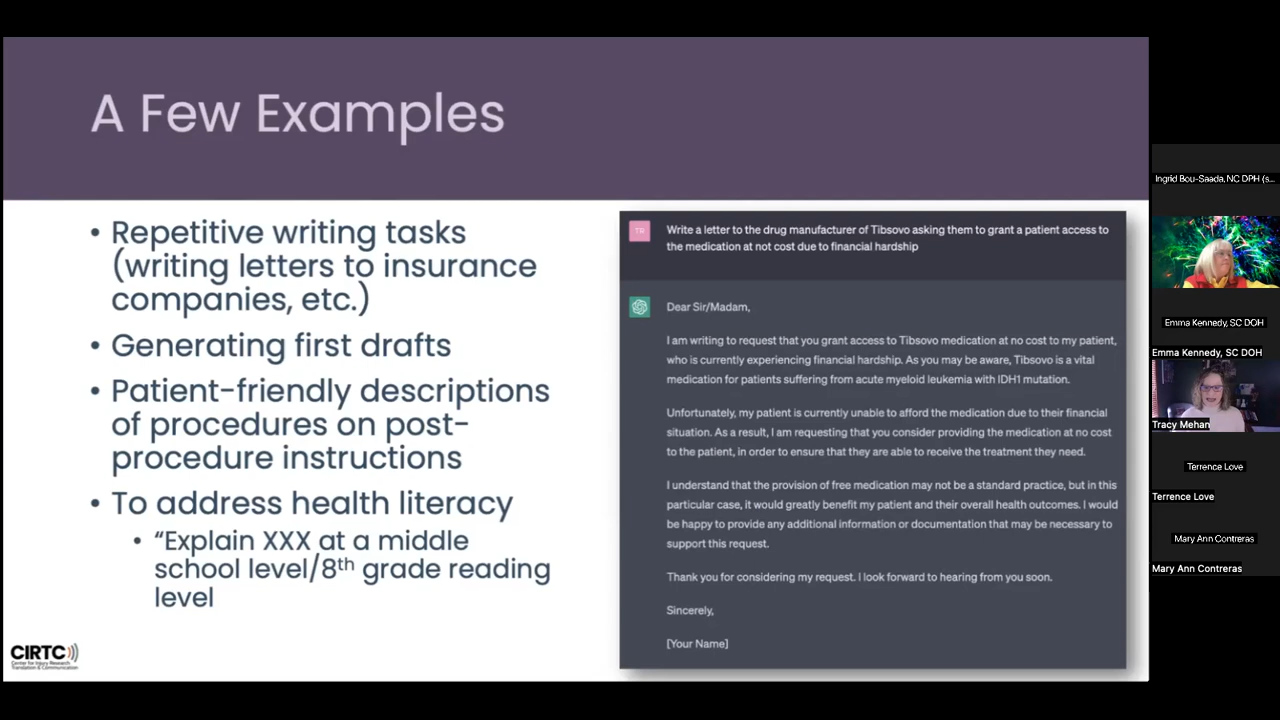 A Few Examples
• Repetitive writing tasks
(writing letters to insurance
companies, etc.)
• Generating first drafts
• Patient-friendly descriptions
of procedures on post-
procedure instructions
• To address health literacy
• “Explain XXX at a middle
school level/8th grade reading
level
CIRTC
Center for Injury Research
Translation & Communication
TR
Write a letter to the drug manufacturer of Tibsovo asking them to grant a patient access to
the medication at not cost due to financial hardship
Dear Sir/Madam,
I am writing to request that you grant access to Tibsovo medication at no cost to my patient,
who is currently experiencing financial hardship. As you may be aware, Tibsovo is a vital
medication for patients suffering from acute myeloid leukemia with IDH1 mutation.
Unfortunately, my patient is currently unable to afford the medication due to their financial
situation. As a result, I am requesting that you consider providing the medication at no cost
to the patient, in order to ensure that they are able to receive the treatment they need.
I understand that the provision of free medication may not be a standard practice, but in this
particular case, it would greatly benefit my patient and their overall health outcomes. I would
be happy to provide any additional information or documentation that may be necessary to
support this request.
Thank you for considering my request. I look forward to hearing from you soon.
Sincerely,
[Your Name]
Ingrid Bou-Saada, NC DPH (s...
Emma Kennedy, SC DOH
Emma Kennedy, SC DOH
Tracy Mehan
Terrence Love
Terrence Love
Mary Ann Contreras
Mary Ann Contreras